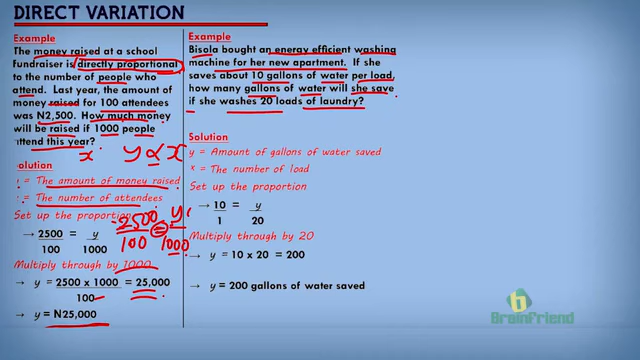 DIRECT VARIATION
Example
The money raised at a school
fundraiser is directly proportional
to the number of people who
attend. Last year, the amount of
money raised for 100 attendees
was N2,500. How much money
will be raised if 1000 people
attend this year?
x y ∝ x
Solution
= The amount of money raised
= The number of attendees
Set up the proportion
→ 2500 = y
100 1000
2500 = y
100 1000
Multiply through by 1000
→ y = 2500 x 1000 = 25,000
100
→ y = N25,000
Example
Bisola bought an energy efficient washing
machine for her new apartment. If she
saves about 10 gallons of water per load,
how many gallons of water will she save
if she washes 20 loads of laundry?
Solution
y = Amount of gallons of water saved
x = The number of load
Set up the proportion
→ 10 = y
1 20
Multiply through by 20
→ y = 10 x 20 = 200
→ y = 200 gallons of water saved
b
BrainFriend